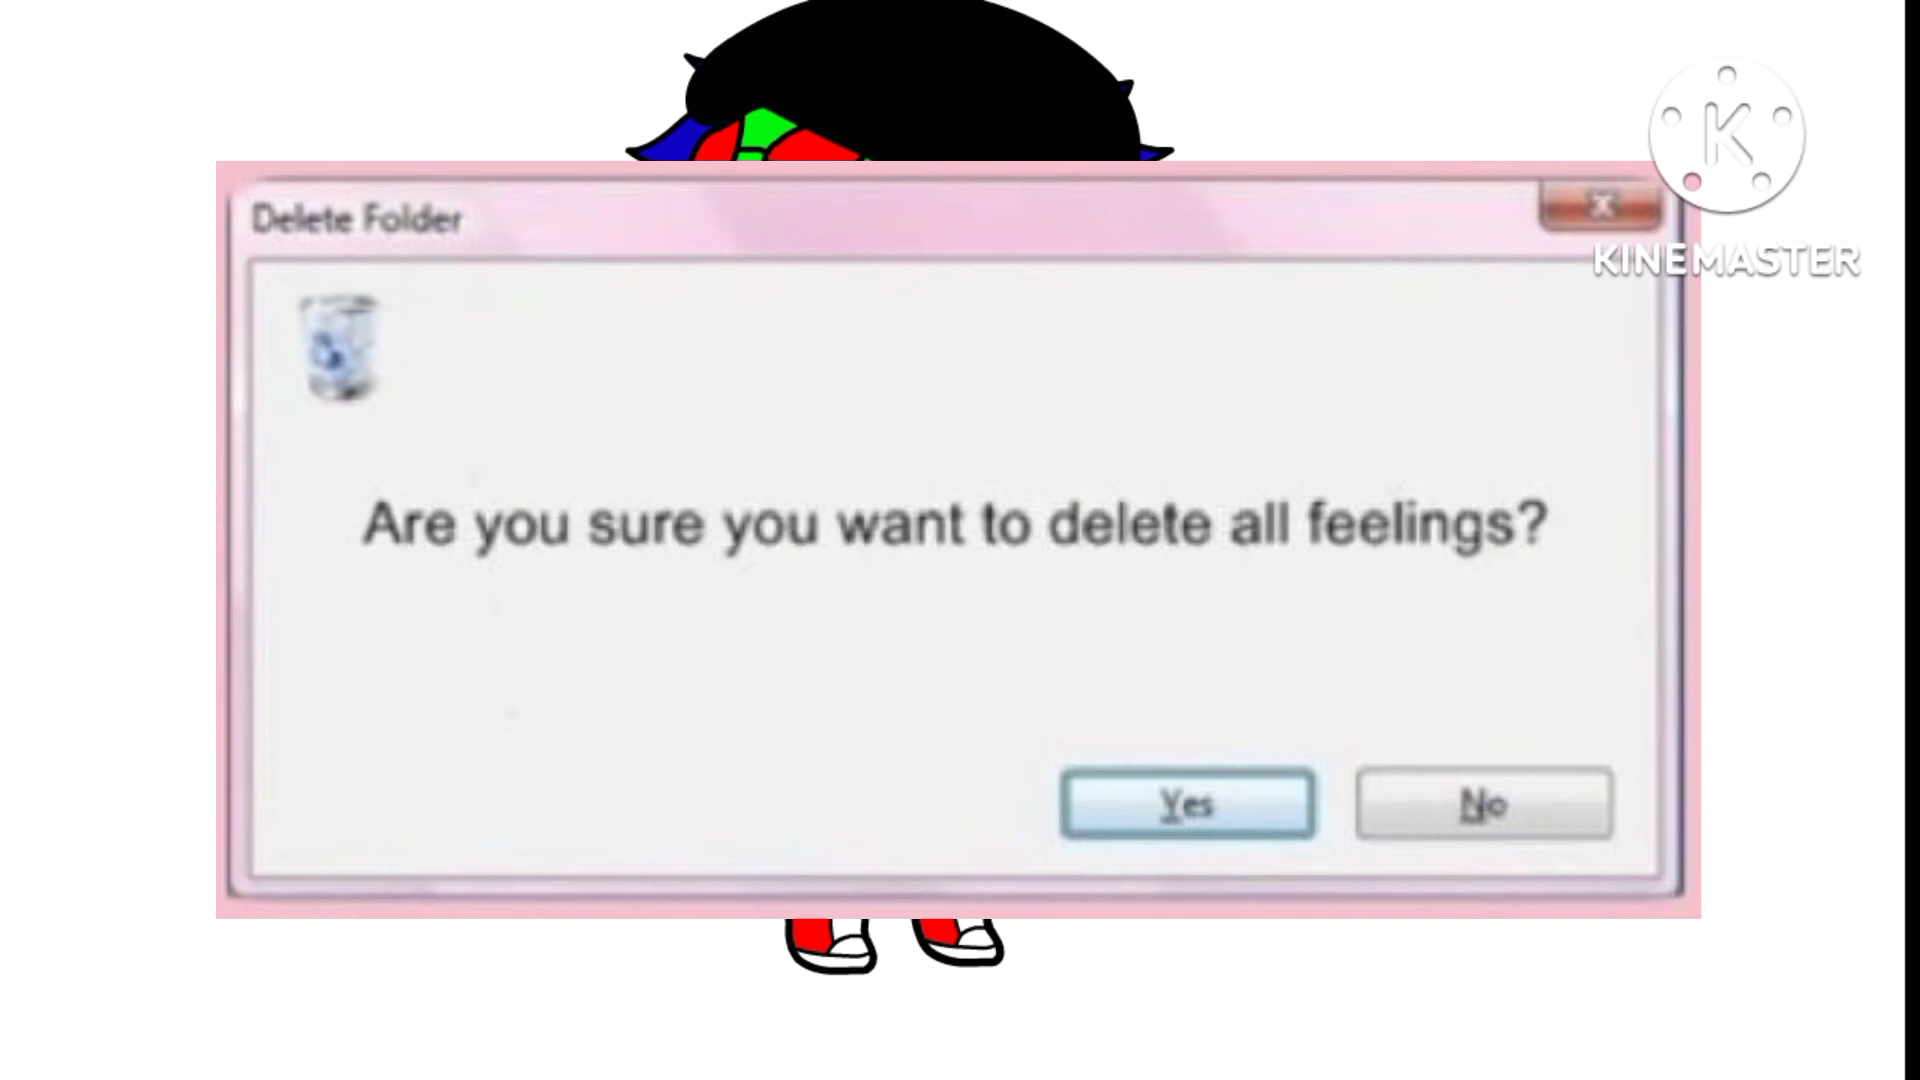 Delete Folder
K
KINEMASTER
Are you sure you want to delete all feelings?
Yes
No